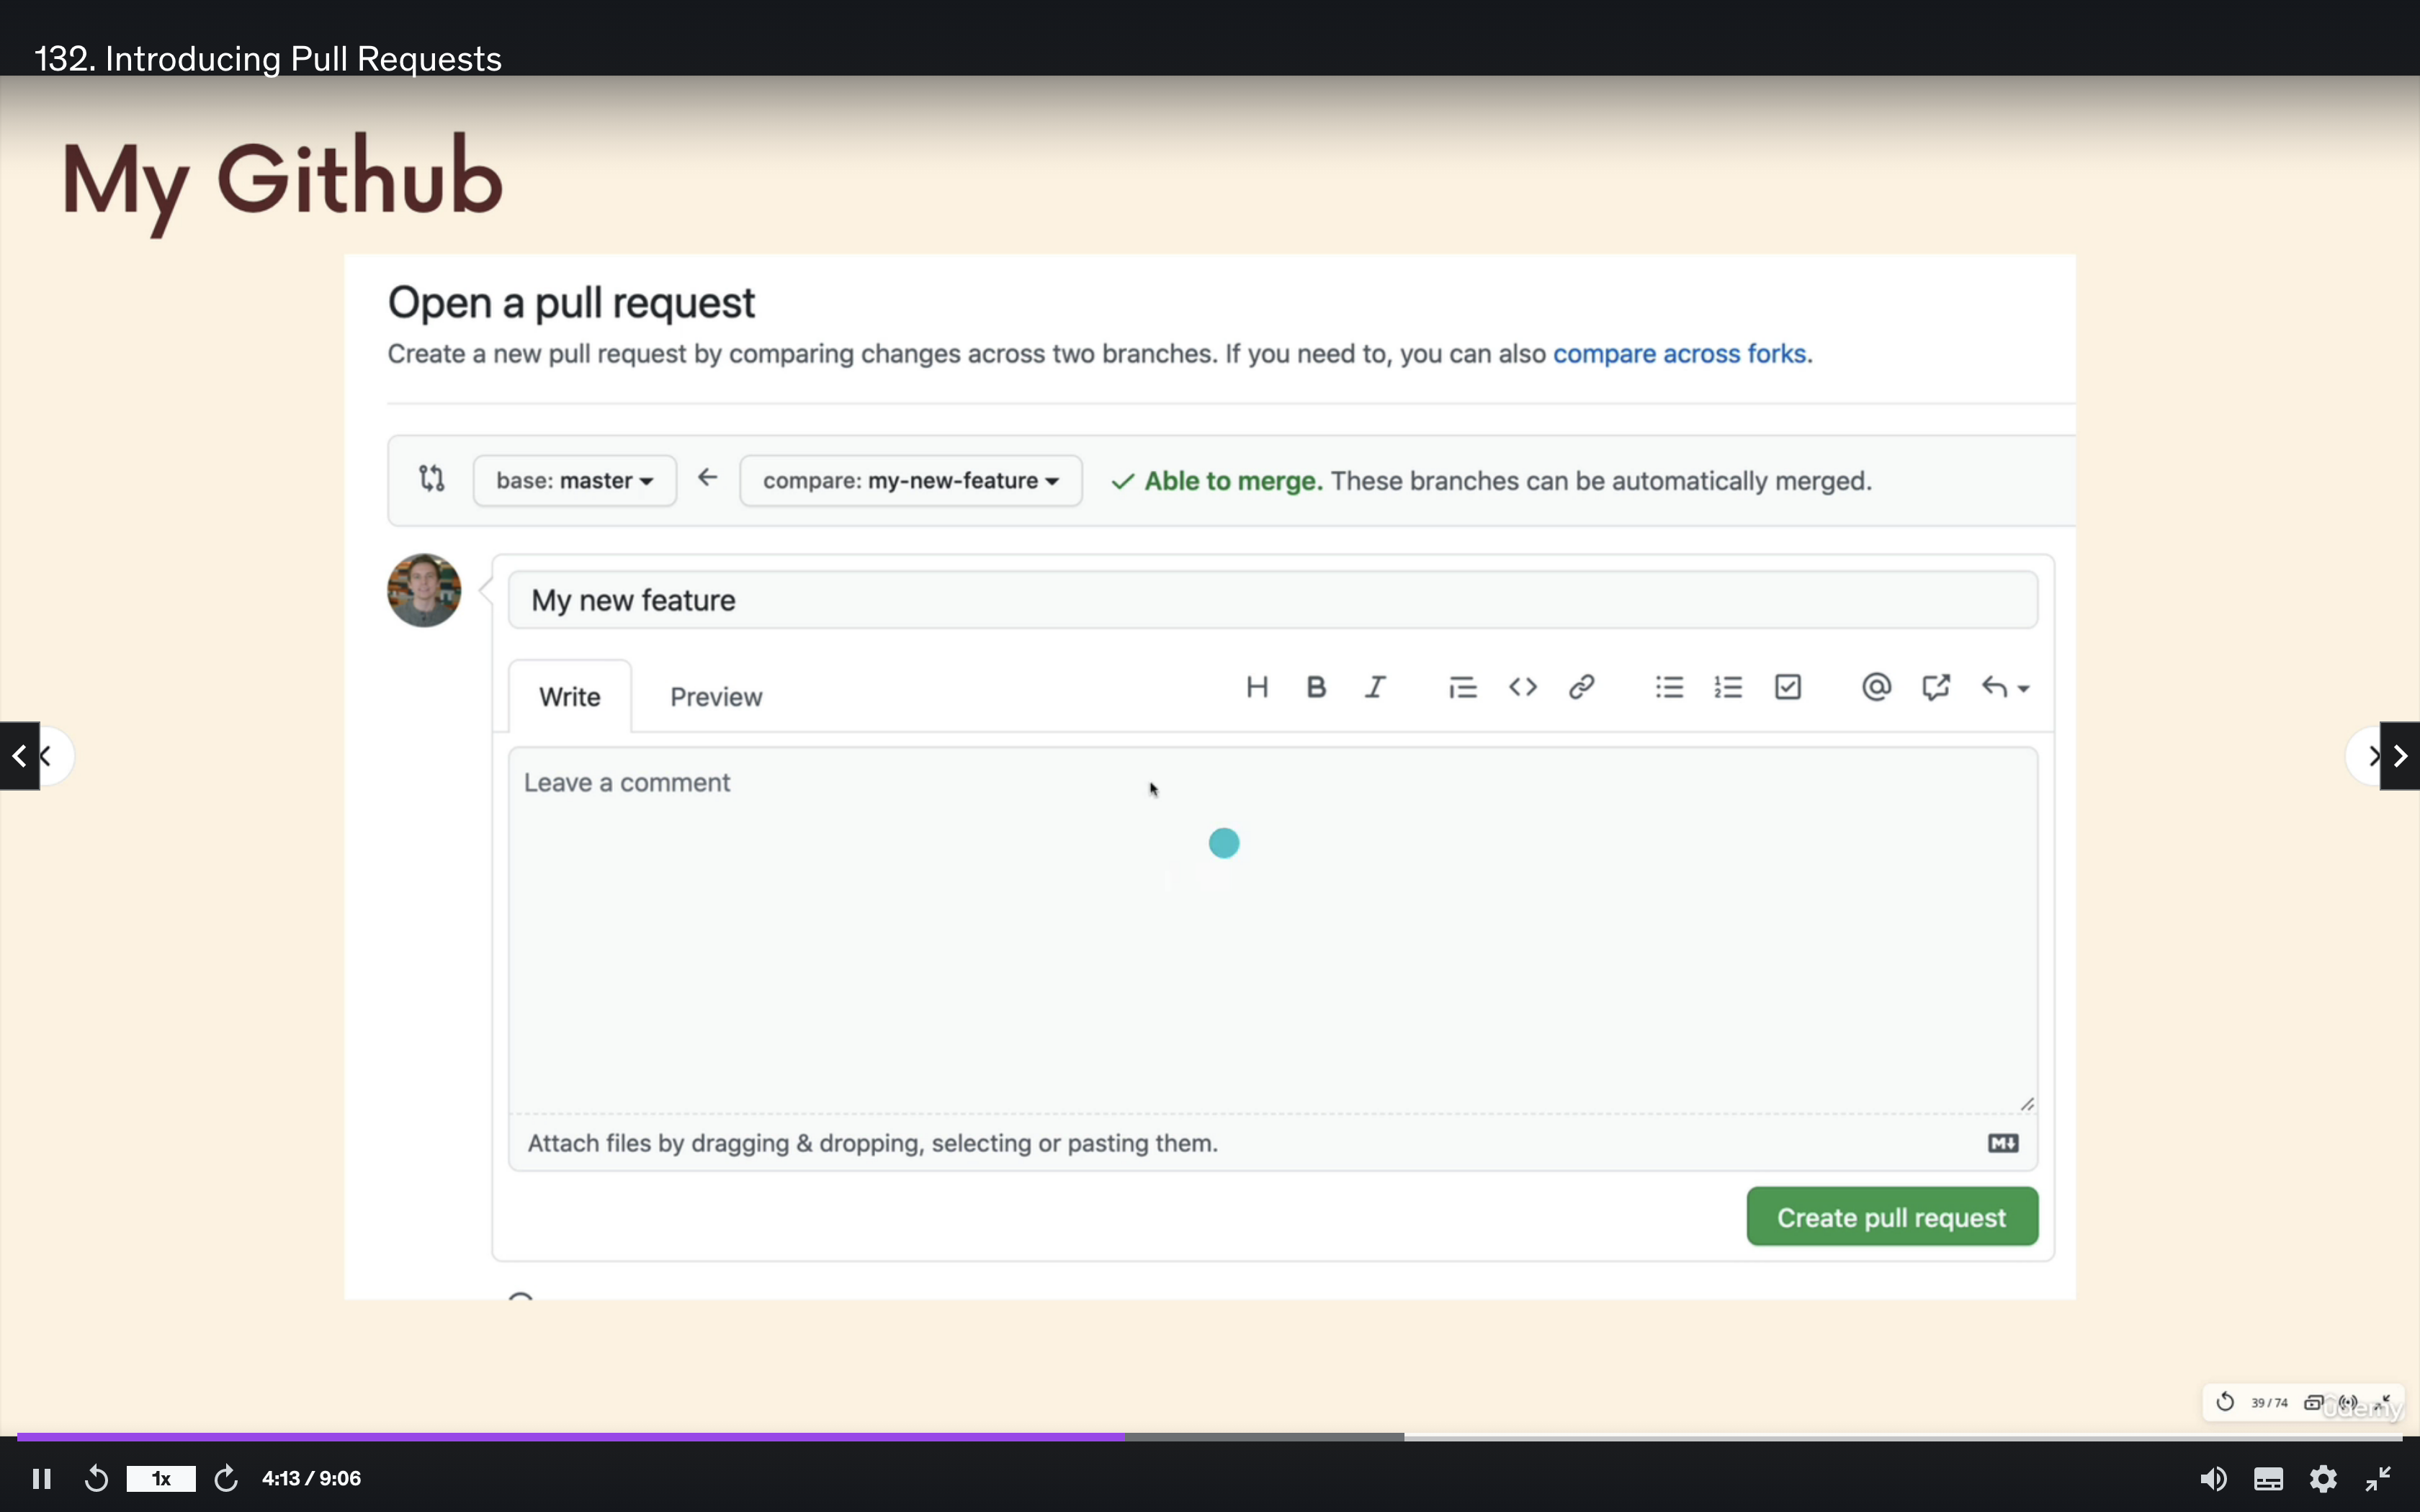 132. Introducing Pull Requests
My Github
Open a pull request
Create a new pull request by comparing changes across two branches. If you need to, you can also compare across forks.
base: master ← compare: my-new-feature ✓ Able to merge. These branches can be automatically merged.
My new feature
Write Preview H B I @
Leave a comment
Attach files by dragging & dropping, selecting or pasting them. M↓
Create pull request
39 / 74
ûdemy
1x 4:13 / 9:06